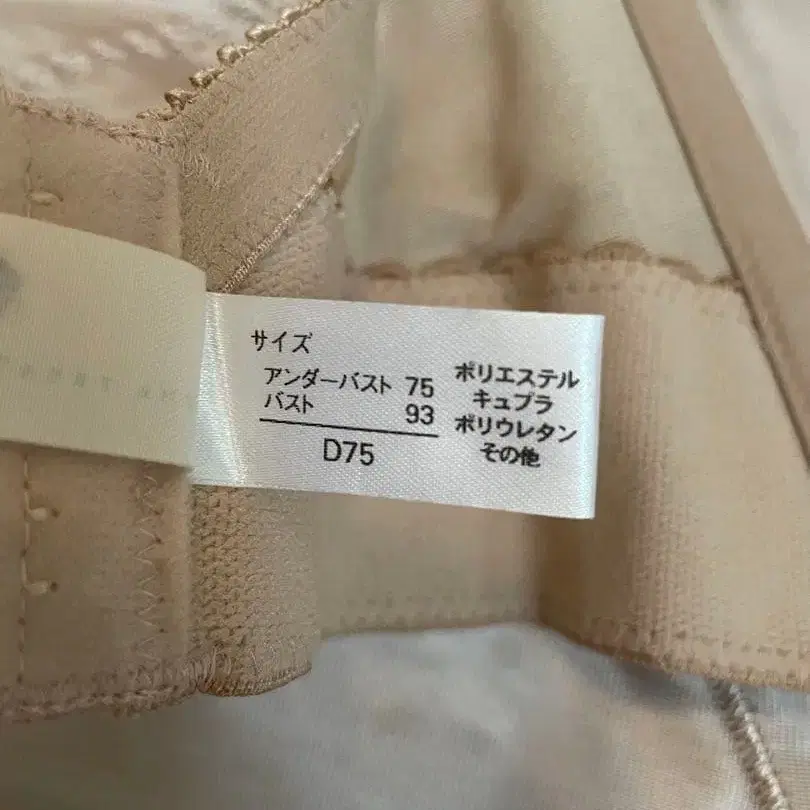 サイズ
アンダーバスト 75
バスト 93
D75
ポリエステル
キュプラ
ポリウレタン
その他